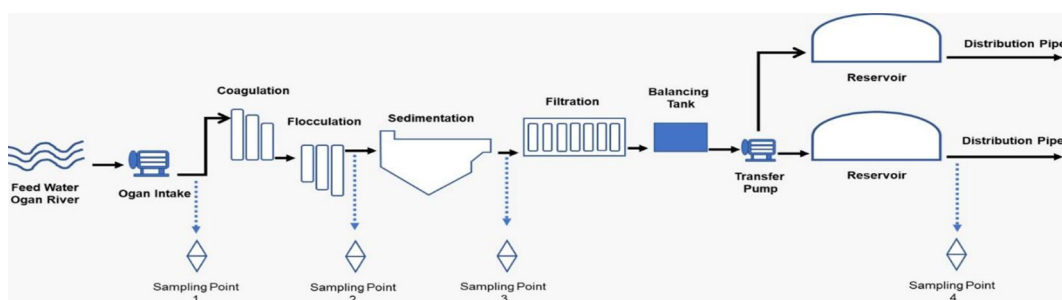 Feed Water
Ogan River
Ogan Intake
Coagulation
Flocculation
Sedimentation
Filtration
Balancing
Tank
Transfer
Pump
Reservoir
Distribution Pipe
Reservoir
Distribution Pipe
Sampling Point
1
Sampling Point
2
Sampling Point
3
Sampling Point
4